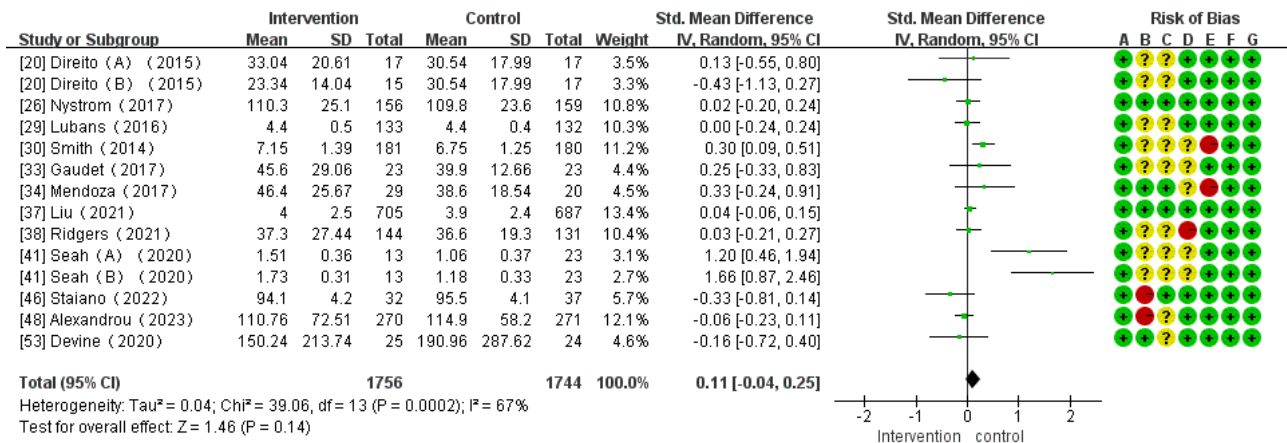 Intervention Control Std. Mean Difference Std. Mean Difference Risk of Bias
Study or Subgroup Mean SD Total Mean SD Total Weight IV, Random, 95% CI IV, Random, 95% CI A B C D E F G
[20] Direito (A) (2015) 33.04 20.61 17 30.54 17.99 17 3.5% 0.13 [-0.55, 0.80] + ? ? + + + +
[20] Direito (B) (2015) 23.34 14.04 15 30.54 17.99 17 3.3% -0.43 [-1.13, 0.27] + ? ? + + + +
[26] Nystrom (2017) 110.3 25.1 156 109.8 23.6 159 10.8% 0.02 [-0.20, 0.24] + + + + + + +
[29] Lubans (2016) 4.4 0.5 133 4.4 0.4 132 10.3% 0.00 [-0.24, 0.24] + ? ? + + + +
[30] Smith (2014) 7.15 1.39 181 6.75 1.25 180 11.2% 0.30 [0.09, 0.51] + ? ? ? - + +
[33] Gaudet (2017) 45.6 29.06 23 39.9 12.66 23 4.4% 0.25 [-0.33, 0.83] + ? ? ? + + +
[34] Mendoza (2017) 46.4 25.67 29 38.6 18.54 20 4.4% 0.33 [-0.24, 0.91] + + + ? - + +
[37] Liu (2021) 4 2.5 705 3.9 2.4 687 13.4% 0.04 [-0.06, 0.15] + + + + + + +
[38] Ridgers (2021) 37.3 27.44 144 36.6 19.3 131 10.4% 0.03 [-0.21, 0.27] + ? ? - + + +
[41] Seah (A) (2020) 1.51 0.36 13 1.06 0.37 23 3.1% 1.20 [0.46, 1.94] + ? ? ? + + +
[41] Seah (B) (2020) 1.73 0.31 13 1.18 0.33 23 2.7% 1.66 [0.87, 2.46] + ? ? ? + + +
[46] Staiano (2022) 94.1 4.2 32 95.5 4.1 37 5.7% -0.33 [-0.81, 0.14] + - + + + + +
[48] Alexandrou (2023) 110.76 72.51 270 114.9 58.2 271 12.1% -0.06 [-0.23, 0.11] + - ? + + + +
[53] Devine (2020) 150.24 213.74 25 190.96 287.62 24 4.6% -0.16 [-0.72, 0.40] + + ? + + + +
Total (95% CI) 1756 1744 100.0% 0.11 [-0.04, 0.25]
Heterogeneity: Tau² = 0.04; Chi² = 39.06, df = 13 (P = 0.0002); I² = 67%
Test for overall effect: Z = 1.46 (P = 0.14)
-2 -1 0 1 2
Intervention control